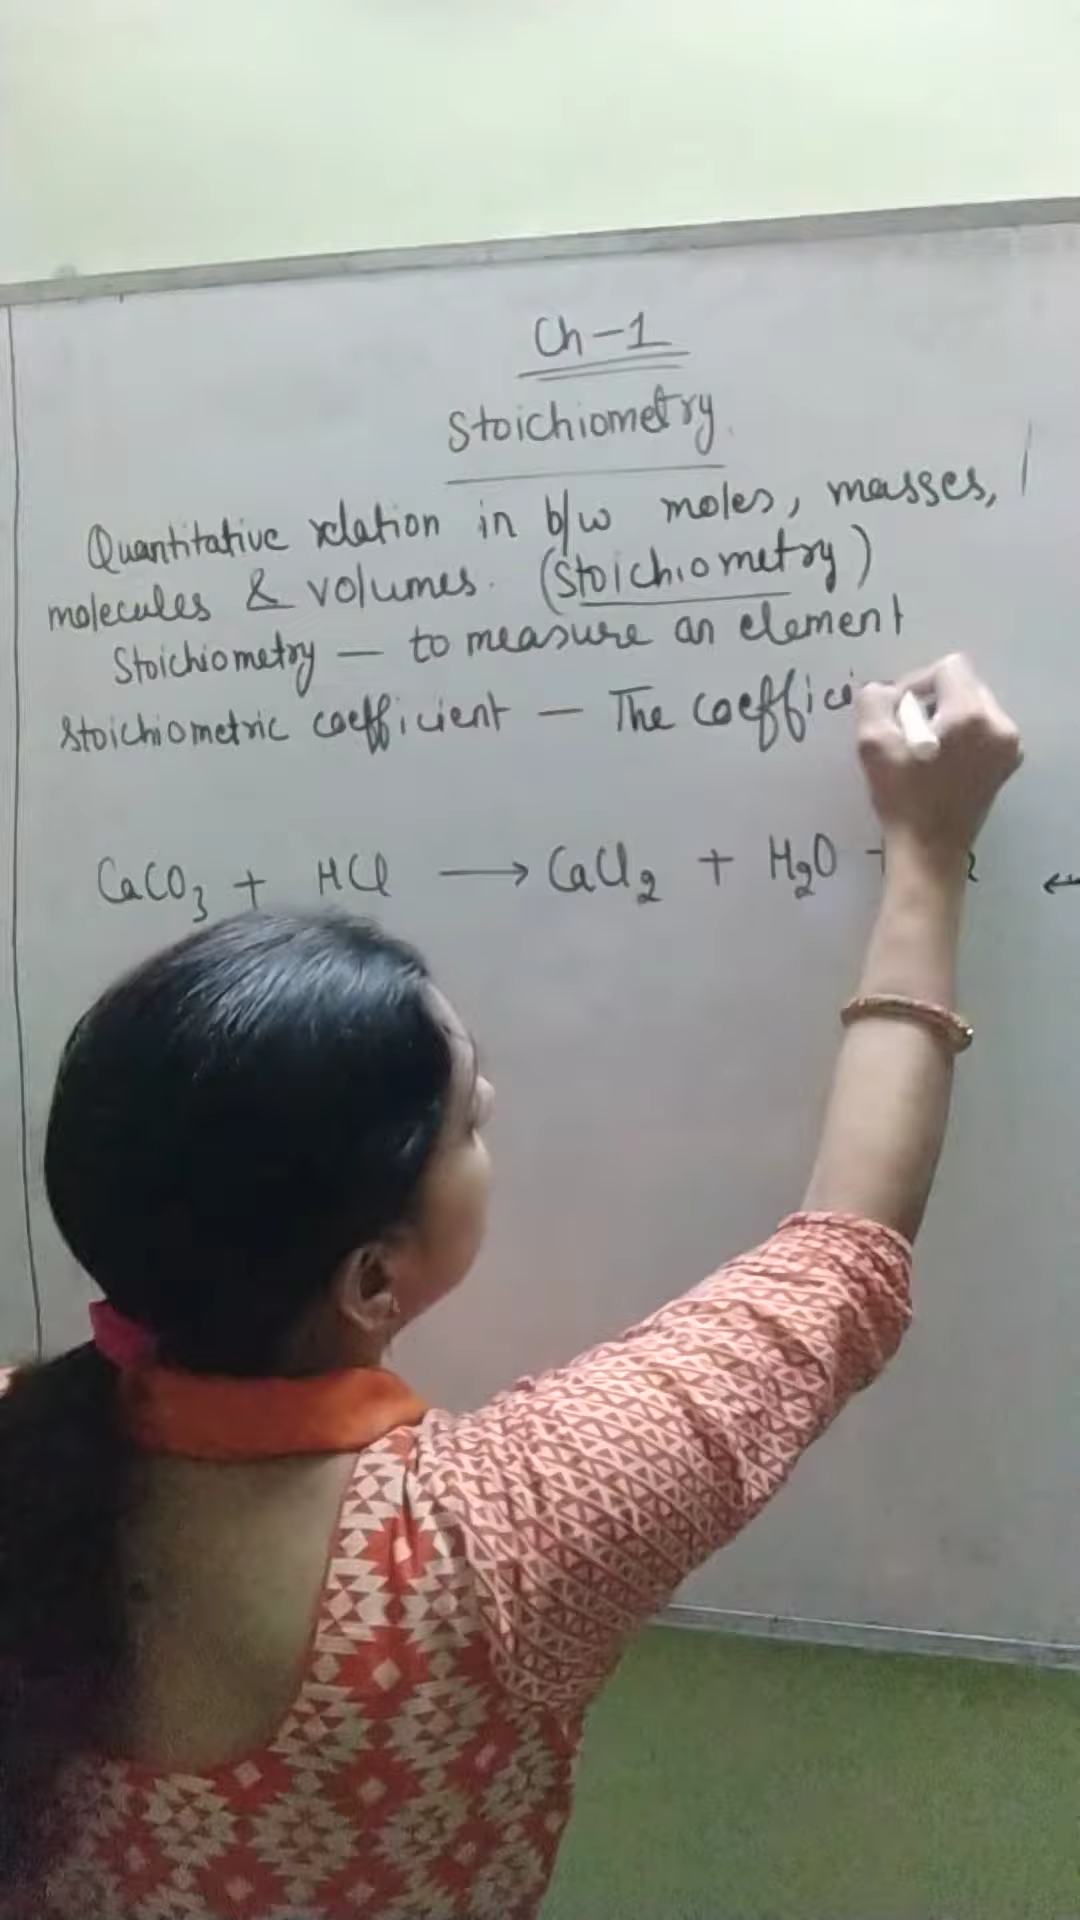 Ch-1
Stoichiometry
Quantitative relation in b/w moles, masses,
molecules & volumes. (Stoichiometry)
Stoichiometry — to measure an element
Stoichiometric coefficient — The coeffici
CaCO₃ + HCl ⟶ CaCl₂ + H₂O +